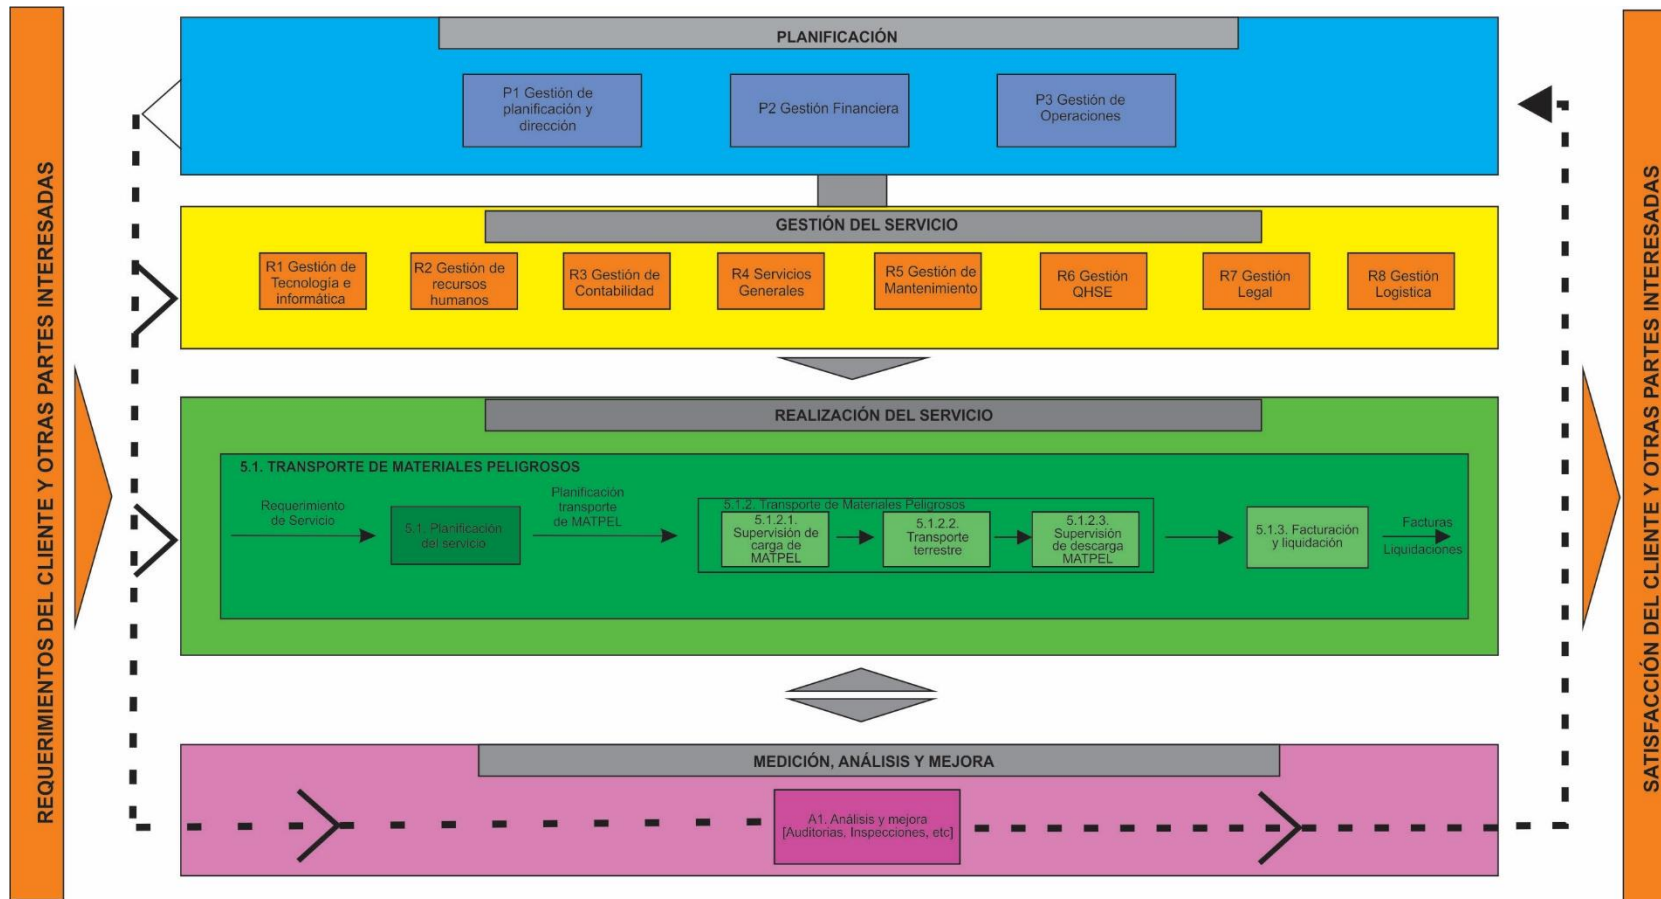 REQUERIMIENTOS DEL CLIENTE Y OTRAS PARTES INTERESADAS
PLANIFICACIÓN
P1 Gestión de
planificación y
dirección
P2 Gestión Financiera
P3 Gestión de
Operaciones
GESTIÓN DEL SERVICIO
R1 Gestión de
Tecnología e
informática
R2 Gestión de
recursos
humanos
R3 Gestión de
Contabilidad
R4 Servicios
Generales
R5 Gestión de
Mantenimiento
R6 Gestión
QHSE
R7 Gestión
Legal
R8 Gestión
Logistica
REALIZACIÓN DEL SERVICIO
5.1. TRANSPORTE DE MATERIALES PELIGROSOS
Requerimiento
de Servicio
5.1. Planificación
del servicio
Planificación
transporte
de MATPEL
5.1.2. Transporte de Materiales Peligrosos
5.1.2.1.
Supervisión de
carga de
MATPEL
5.1.2.2.
Transporte
terrestre
5.1.2.3.
Supervisión
de descarga
MATPEL
5.1.3. Facturación
y liquidación
Facturas
Liquidaciones
MEDICIÓN, ANÁLISIS Y MEJORA
A1. Análisis y mejora
[Auditorias, Inspecciones, etc]
SATISFACCIÓN DEL CLIENTE Y OTRAS PARTES INTERESADAS